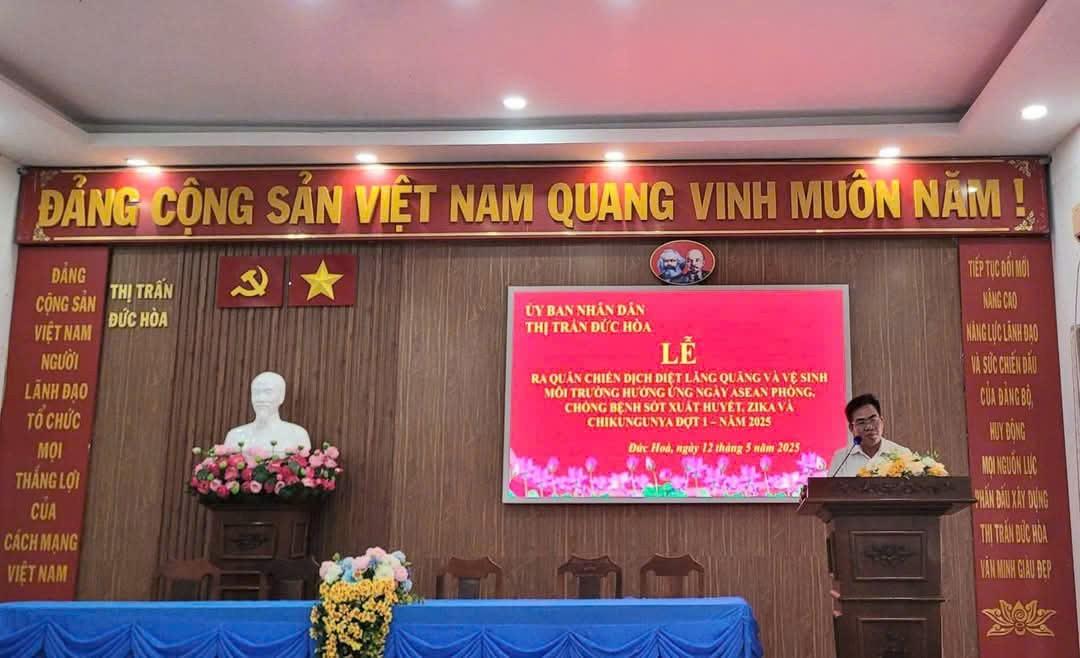 ĐẢNG CỘNG SẢN VIỆT NAM QUANG VINH MUÔN NĂM !
ĐẢNG
CỘNG SẢN
VIỆT NAM
NGƯỜI
LÃNH ĐẠO
TỔ CHỨC
MỌI
THẮNG LỢI
CỦA
CÁCH MẠNG
VIỆT NAM
THỊ TRẤN
ĐỨC HÒA
ỦY BAN NHÂN DÂN
THỊ TRẤN ĐỨC HÒA
LỄ
RA QUÂN CHIẾN DỊCH DIỆT LĂNG QUĂNG VÀ VỆ SINH
MÔI TRƯỜNG HƯỞNG ỨNG NGÀY ASEAN PHÒNG,
CHỐNG BỆNH SỐT XUẤT HUYẾT, ZIKA VÀ
CHIKUNGUNYA ĐỢT 1 – NĂM 2025
Đức Hoà, ngày 12 tháng 5 năm 2025
TIẾP TỤC ĐỔI MỚI
NÂNG CAO
NĂNG LỰC LÃNH ĐẠO
VÀ SỨC CHIẾN ĐẤU
CỦA ĐẢNG BỘ,
HUY ĐỘNG
MỌI NGUỒN LỰC
PHẤN ĐẤU XÂY DỰNG
THỊ TRẤN ĐỨC HÒA
VĂN MINH GIÀU ĐẸP